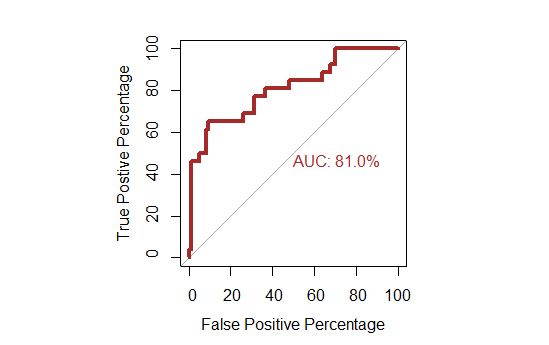 True Postive Percentage
100
80
60
40
20
0
AUC: 81.0%
0 20 40 60 80 100
False Positive Percentage